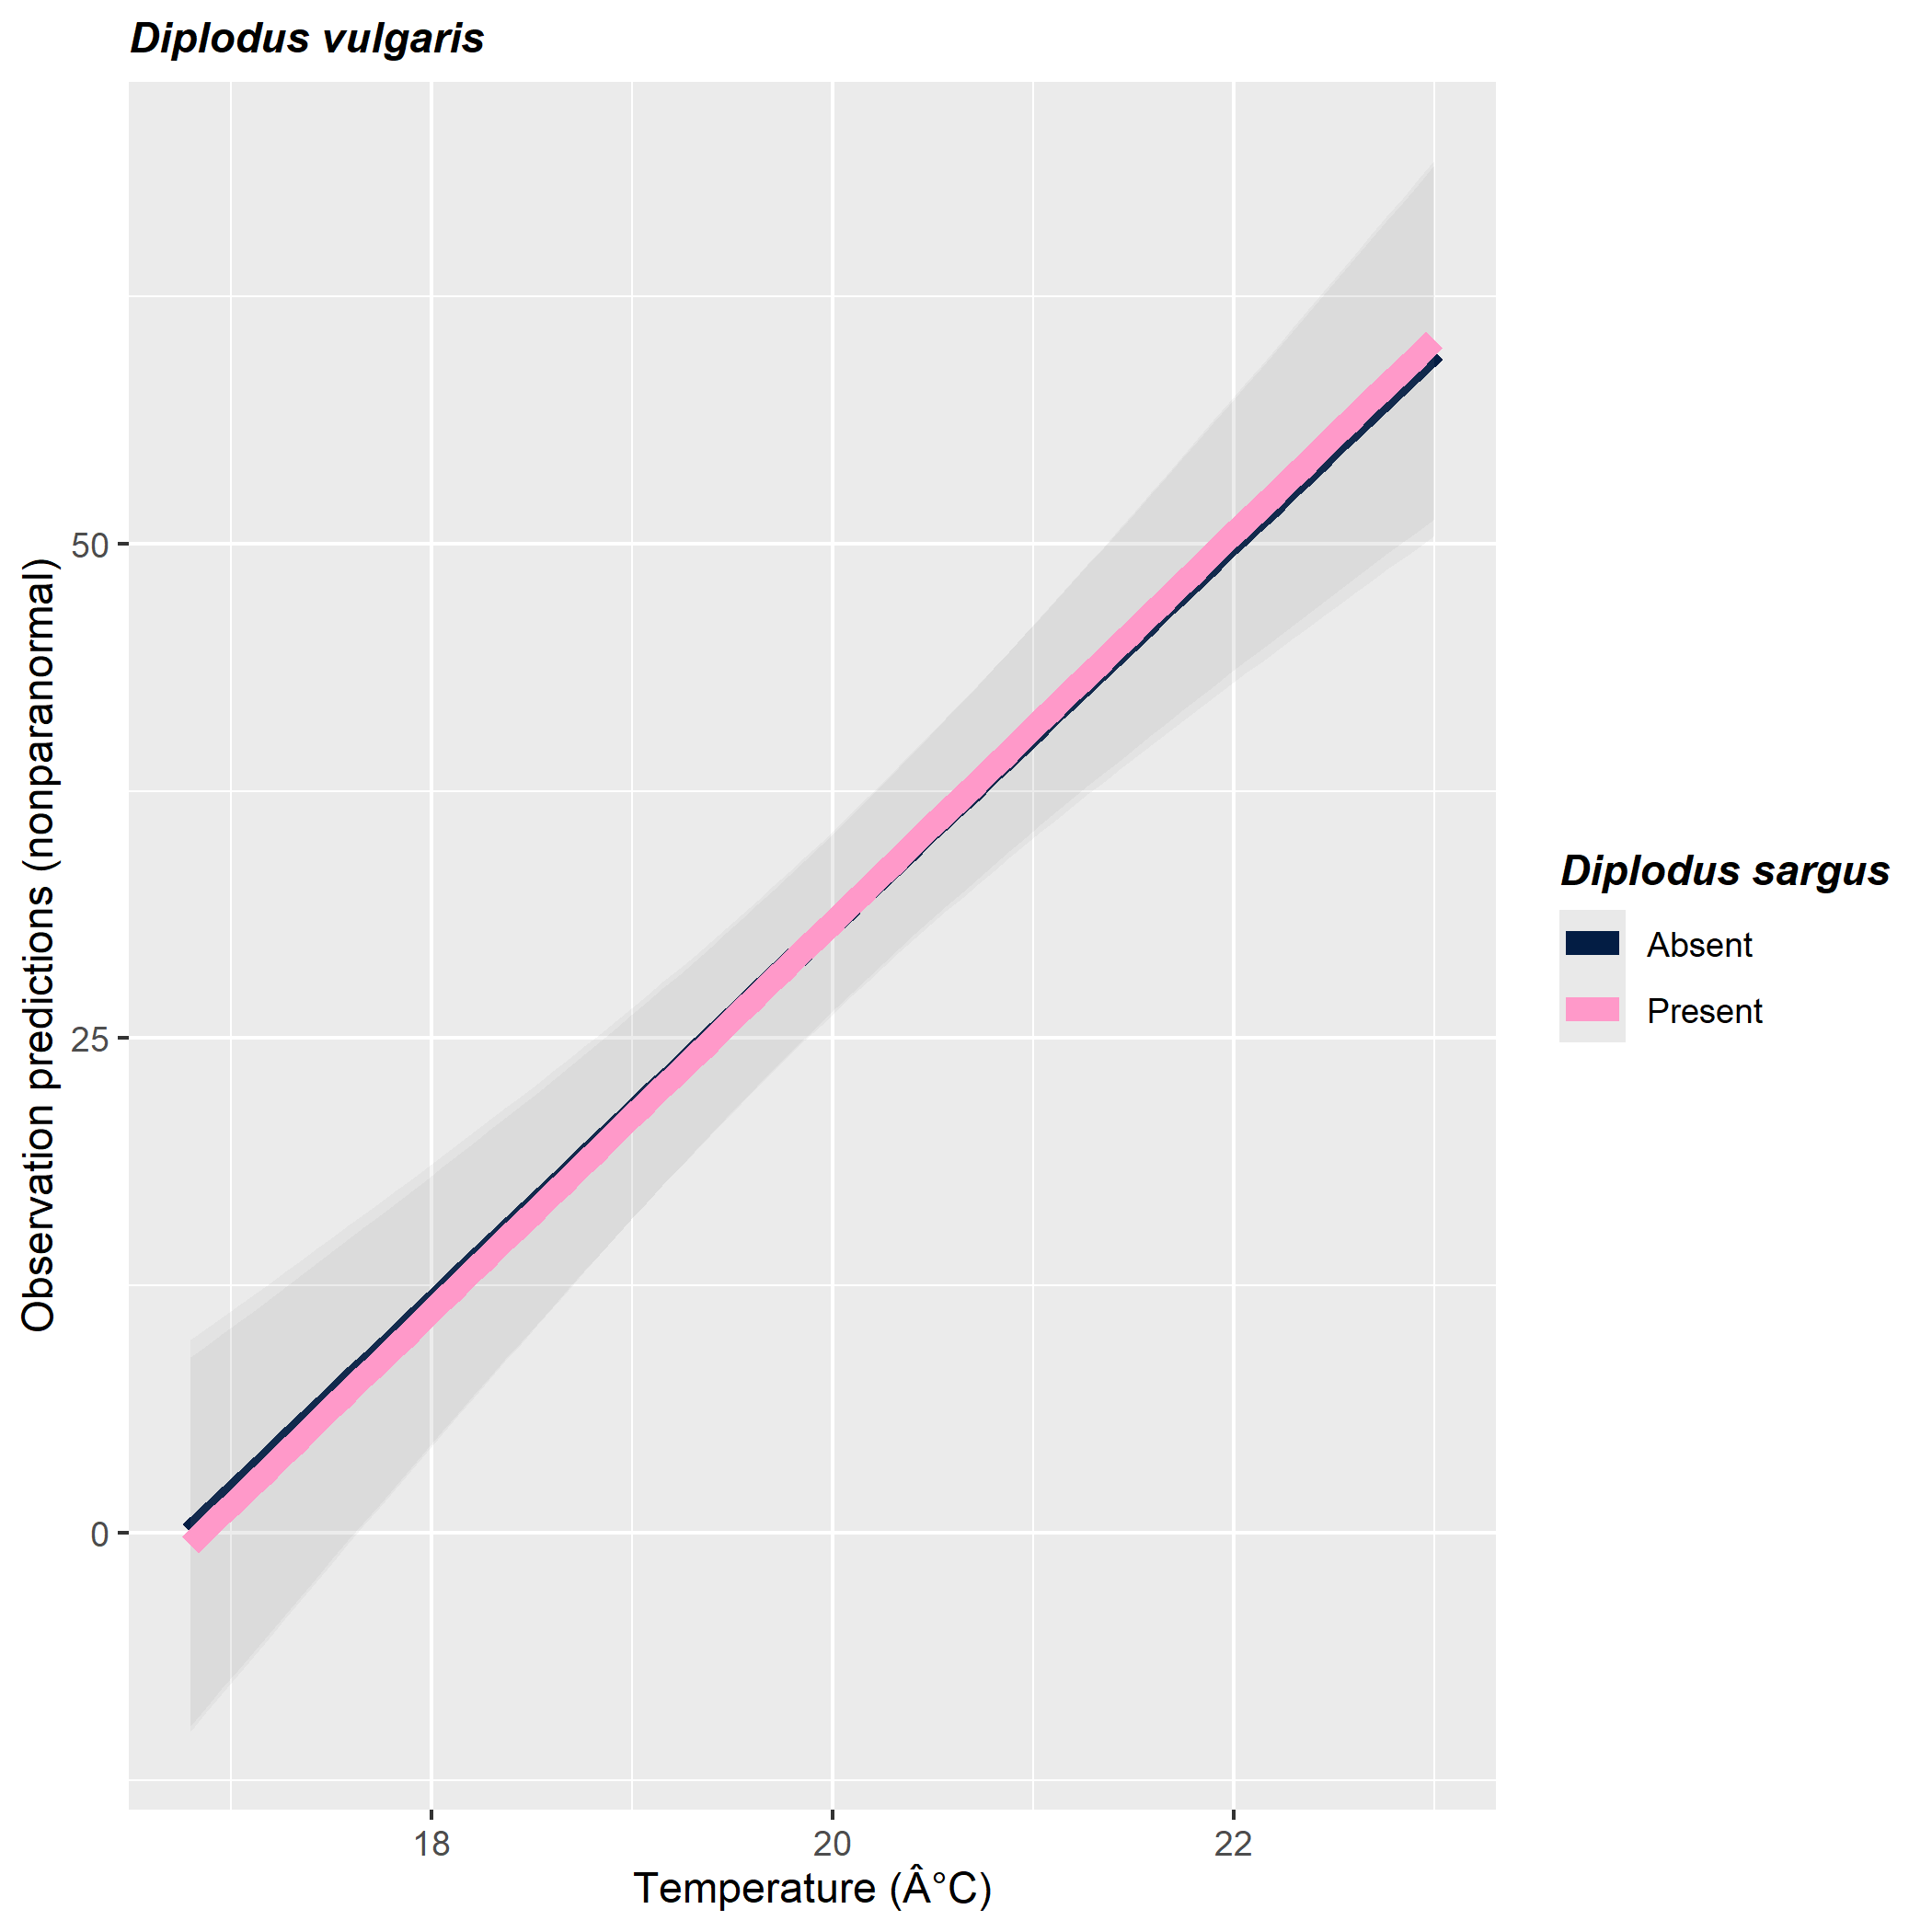 Diplodus vulgaris
Observation predictions (nonparanormal)
50
25
0
18
20
22
Temperature (Â°C)
Diplodus sargus
Absent
Present